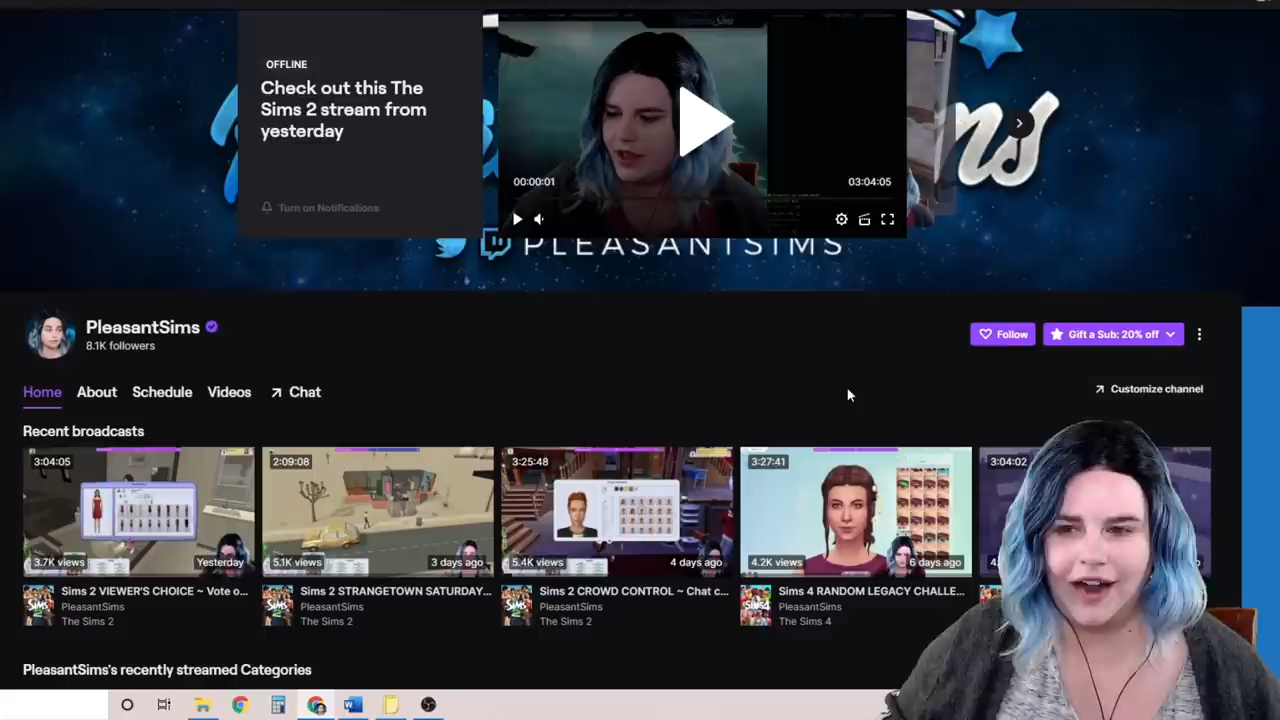 OFFLINE
Check out this The
Sims 2 stream from
yesterday
Turn on Notifications
00:00:01
03:04:05
ns
PLEASANTSIMS
PleasantSims
8.1K followers
Follow
Gift a Sub: 20% off
Home
About
Schedule
Videos
Chat
Customize channel
Recent broadcasts
3:04:05
3.7K views
Yesterday
Sims 2 VIEWER'S CHOICE ~ Vote o...
PleasantSims
The Sims 2
2:09:08
5.1K views
3 days ago
Sims 2 STRANGETOWN SATURDAY...
PleasantSims
The Sims 2
3:25:48
5.4K views
4 days ago
Sims 2 CROWD CONTROL ~ Chat c...
PleasantSims
The Sims 2
3:27:41
4.2K views
6 days ago
Sims 4 RANDOM LEGACY CHALLE...
PleasantSims
The Sims 4
3:04:02
PleasantSims's recently streamed Categories